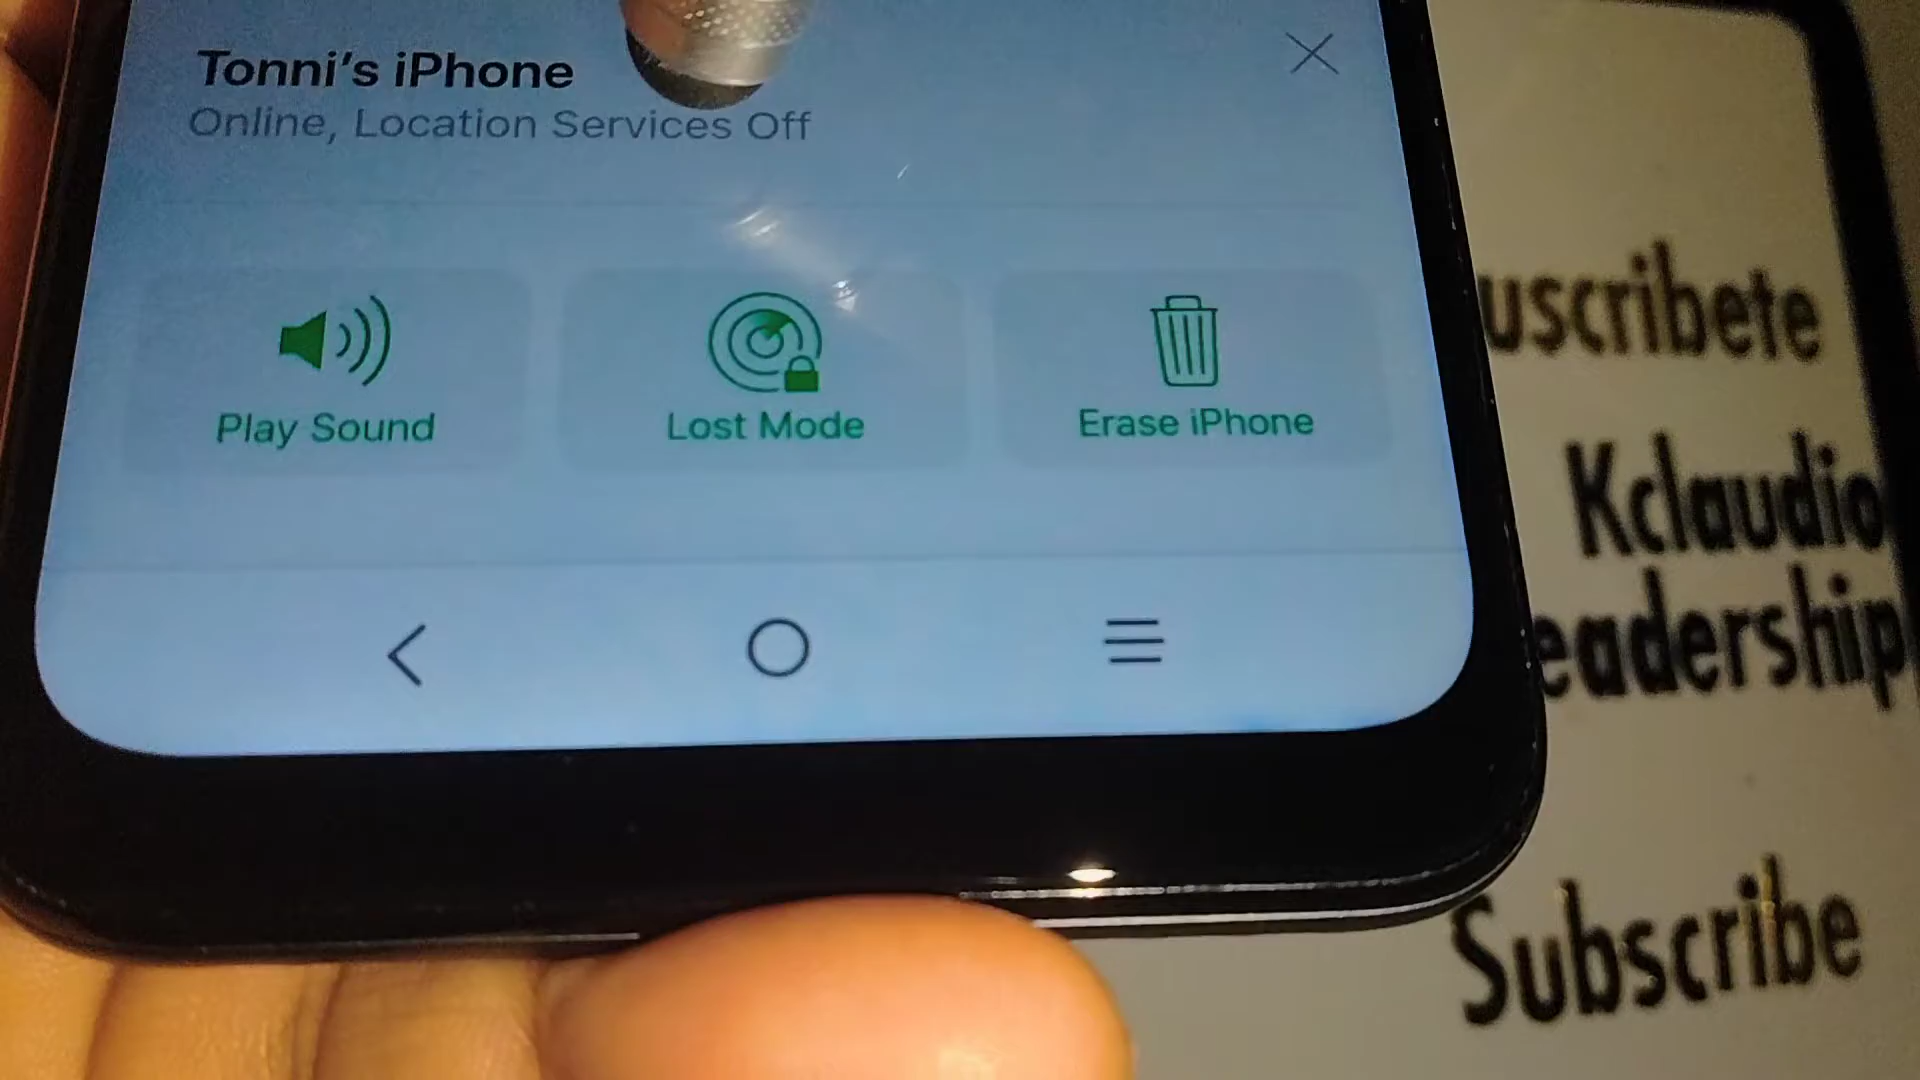 Tonni's iPhone
Online, Location Services Off
Play Sound
Lost Mode
Erase iPhone
uscribete
Kclaudio
eadership
Subscribe